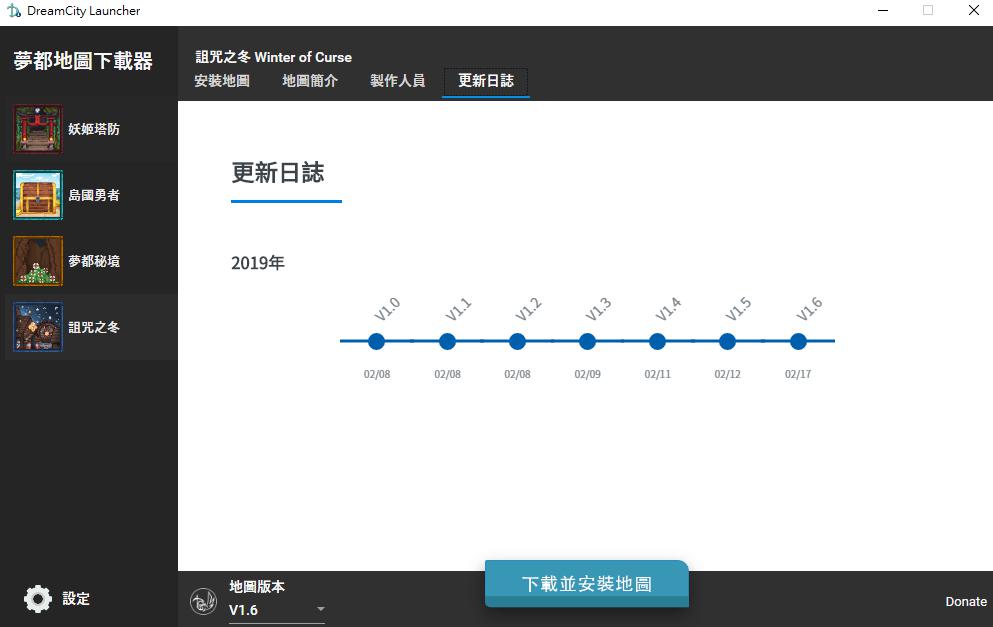 DreamCity Launcher
夢都地圖下載器
妖姬塔防
島國勇者
夢都秘境
詛咒之冬
設定
詛咒之冬 Winter of Curse
安裝地圖 地圖簡介 製作人員 更新日誌
更新日誌
2019年
V1.0 V1.1 V1.2 V1.3 V1.4 V1.5 V1.6
02/08 02/08 02/08 02/09 02/11 02/12 02/17
地圖版本
V1.6
下載並安裝地圖
Donate